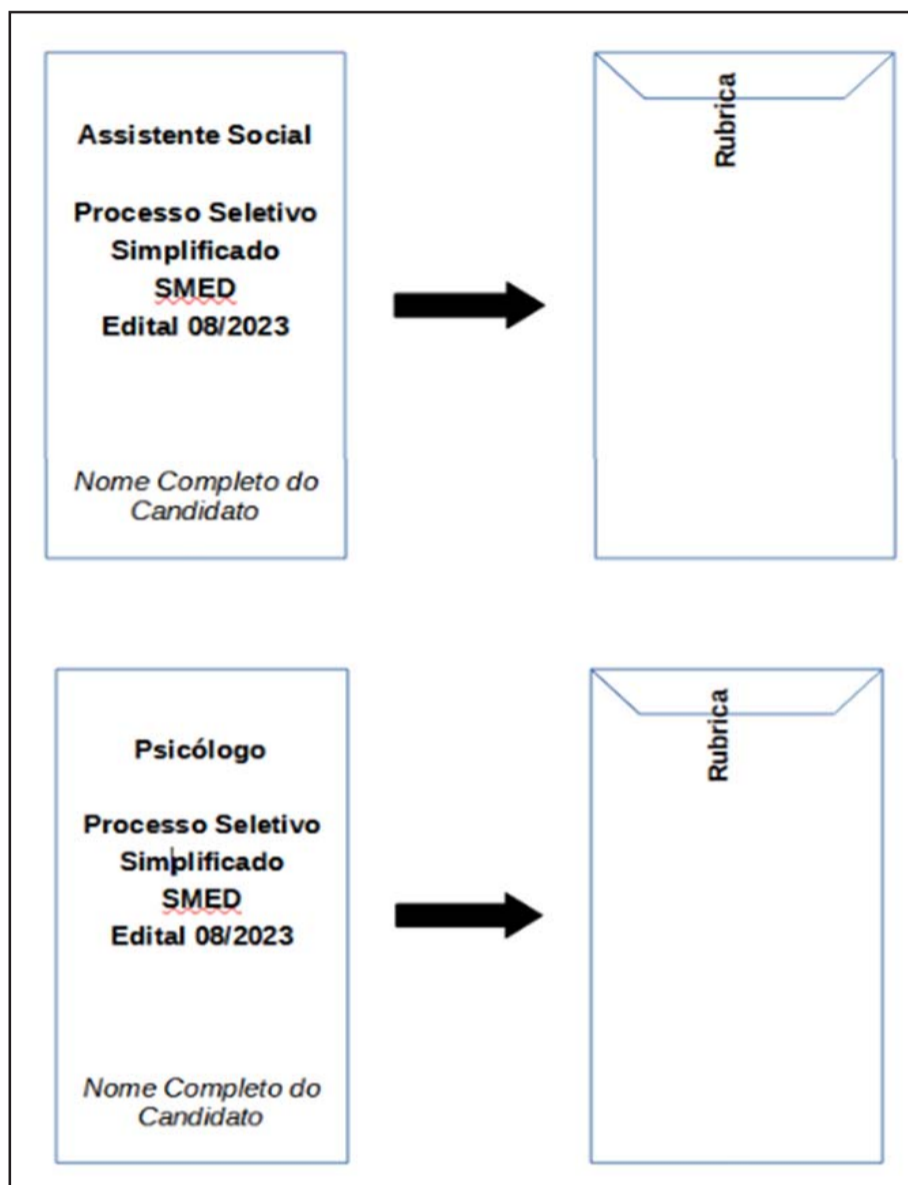 Assistente Social
Processo Seletivo
Simplificado
SMED
Edital 08/2023
Nome Completo do
Candidato
Rubrica
Psicólogo
Processo Seletivo
Simplificado
SMED
Edital 08/2023
Nome Completo do
Candidato
Rubrica